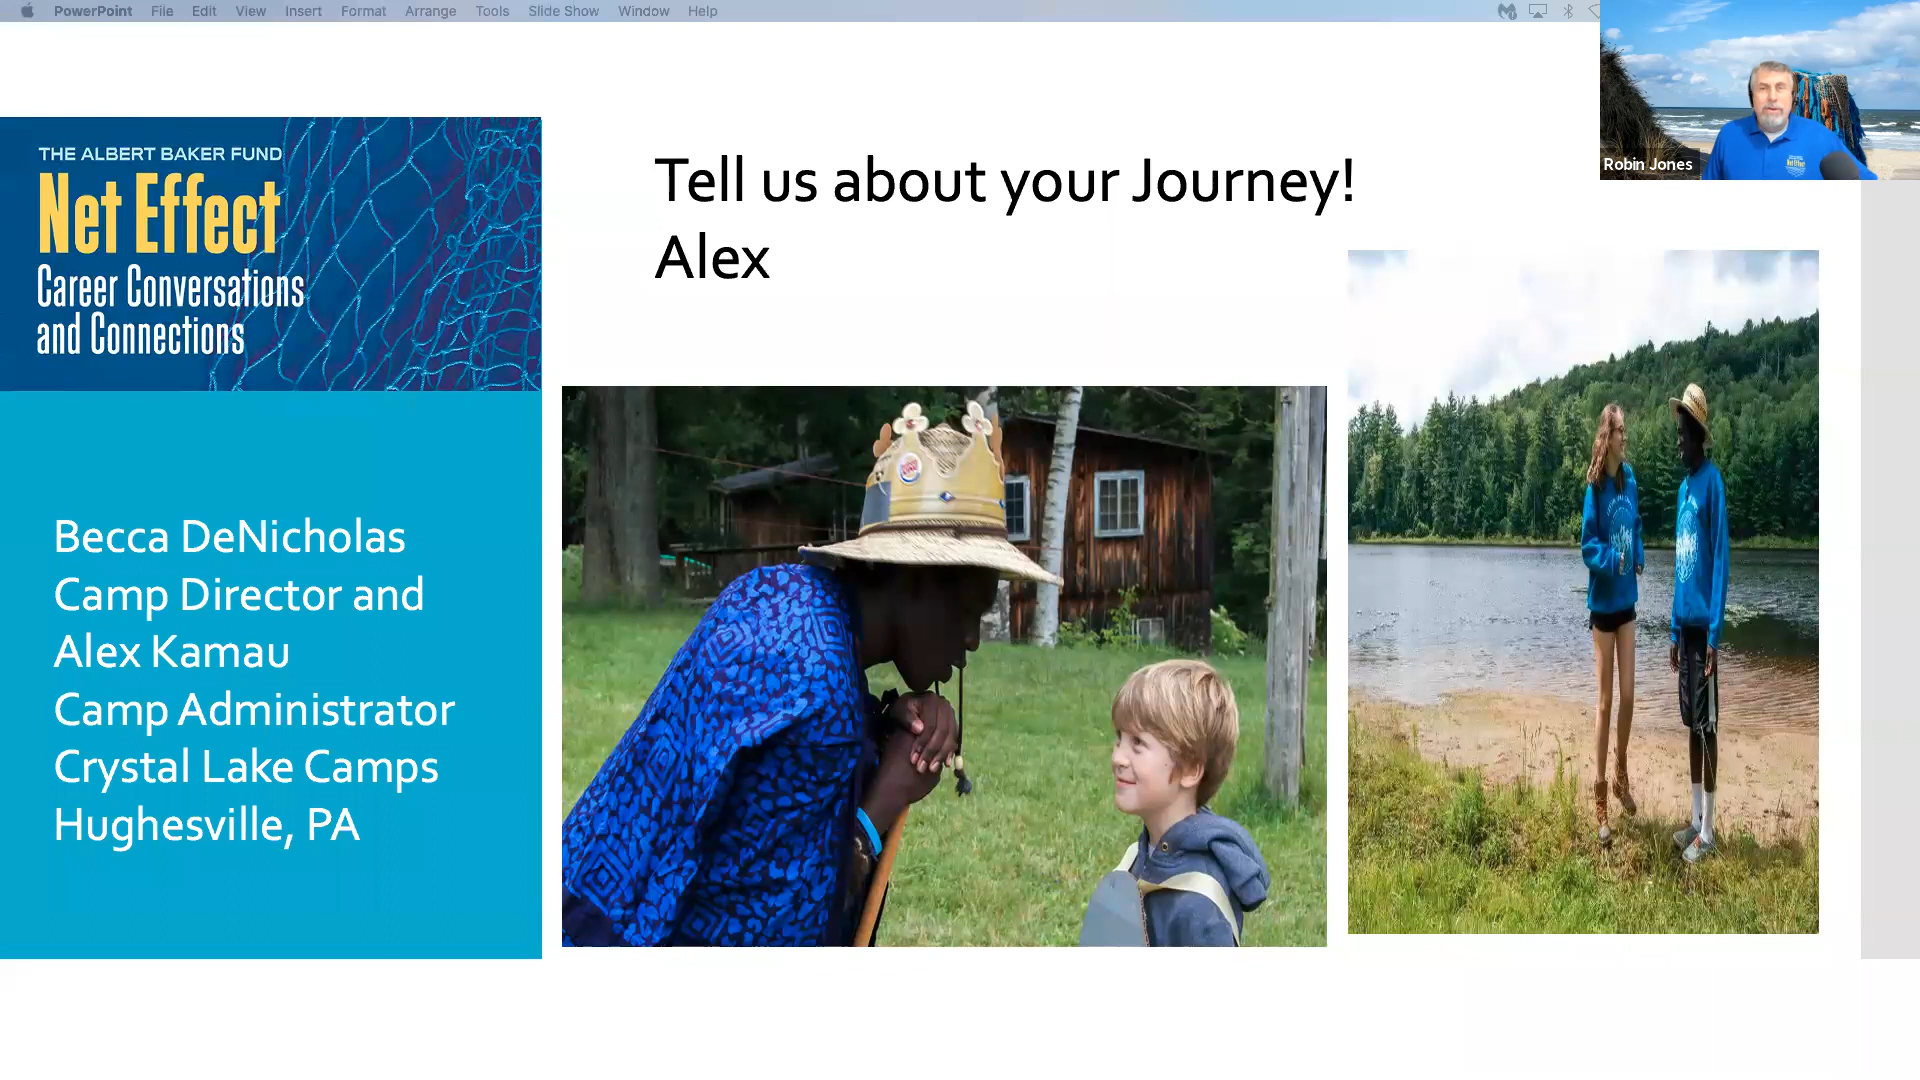 PowerPoint File Edit View Insert Format Arrange Tools Slide Show Window Help
Robin Jones
THE ALBERT BAKER FUND
Net Effect
Career Conversations
and Connections
Tell us about your Journey!
Alex
Becca DeNicholas
Camp Director and
Alex Kamau
Camp Administrator
Crystal Lake Camps
Hughesville, PA